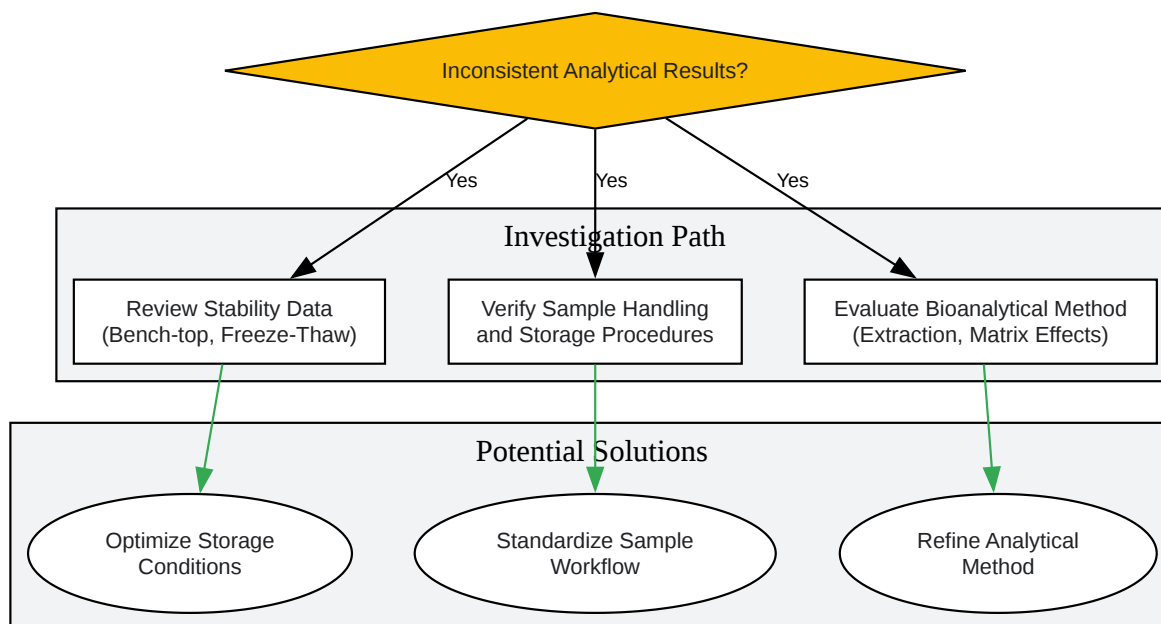 Inconsistent Analytical Results?
Yes
Yes
Yes
Investigation Path
Review Stability Data
(Bench-top, Freeze-Thaw)
Verify Sample Handling
and Storage Procedures
Evaluate Bioanalytical Method
(Extraction, Matrix Effects)
Potential Solutions
Optimize Storage
Conditions
Standardize Sample
Workflow
Refine Analytical
Method